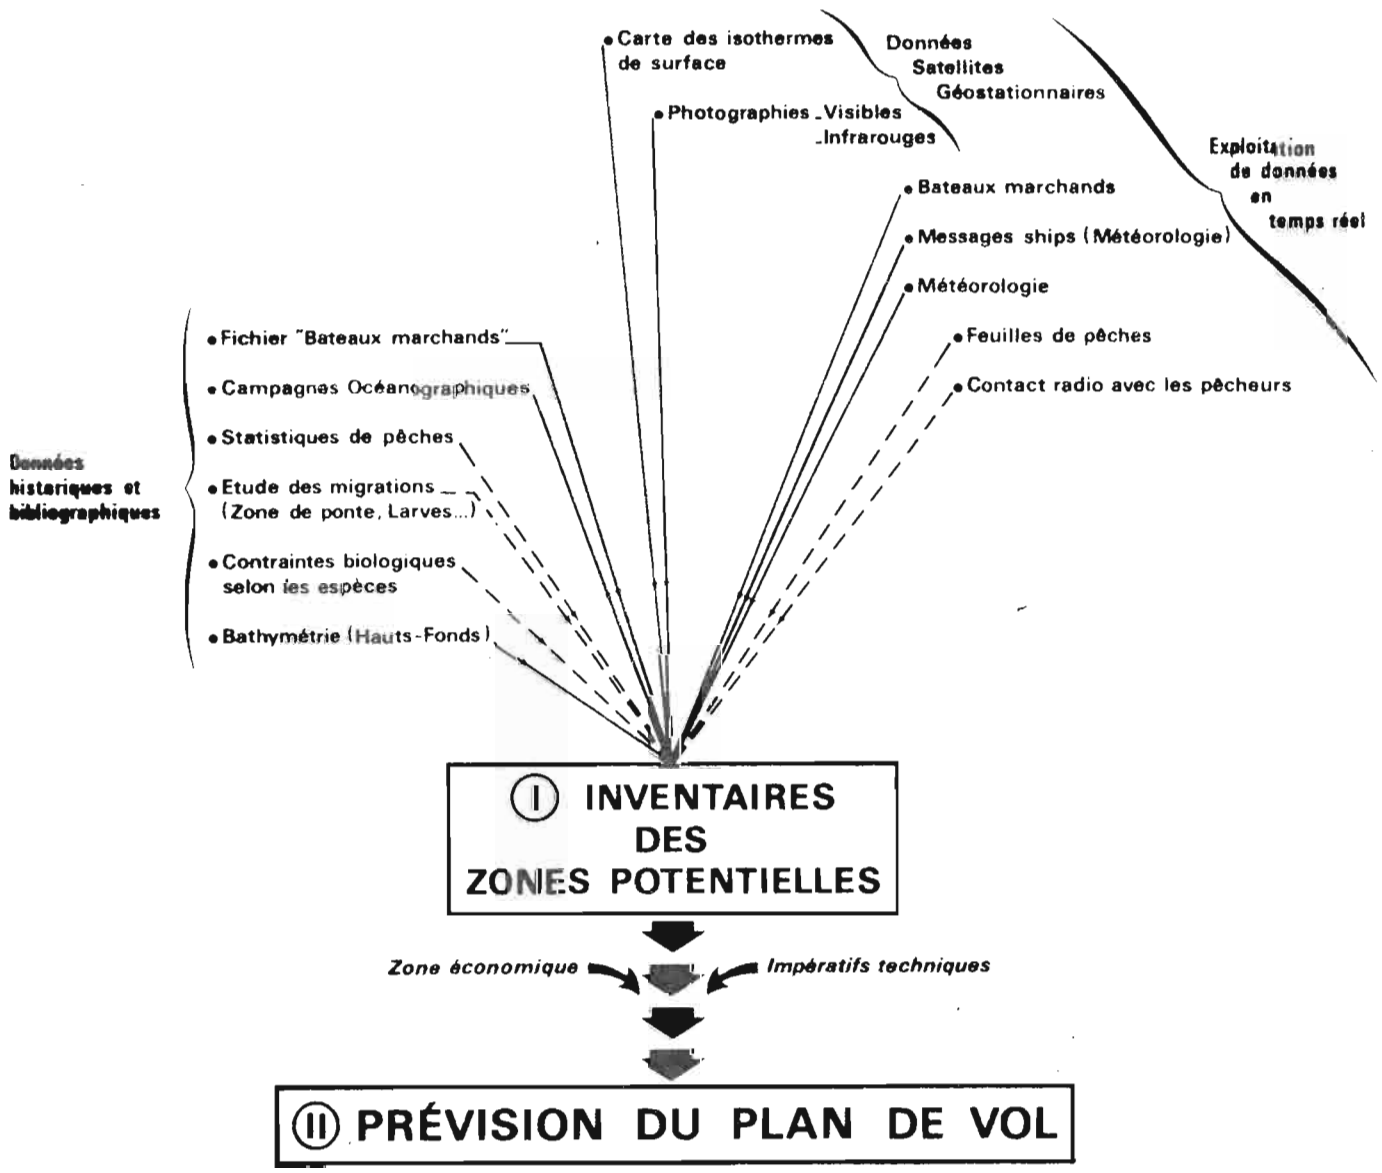 • Carte des isothermes
de surface
Données
Satellites
Géostationnaires
• Photographies - Visibles
- Infrarouges
Exploitation
de données
en
temps réel
• Bateaux marchands
• Messages ships (Météorologie)
• Météorologie
• Feuilles de pêches
• Contact radio avec les pêcheurs
Données
historiques et
bibliographiques
• Fichier "Bateaux marchands"
• Campagnes Océanographiques
• Statistiques de pêches
• Etude des migrations
(Zone de ponte, Larves...)
• Contraintes biologiques
selon les espèces
• Bathymétrie (Hauts-Fonds)
I INVENTAIRES
DES
ZONES POTENTIELLES
Zone économique
Impératifs techniques
II PRÉVISION DU PLAN DE VOL